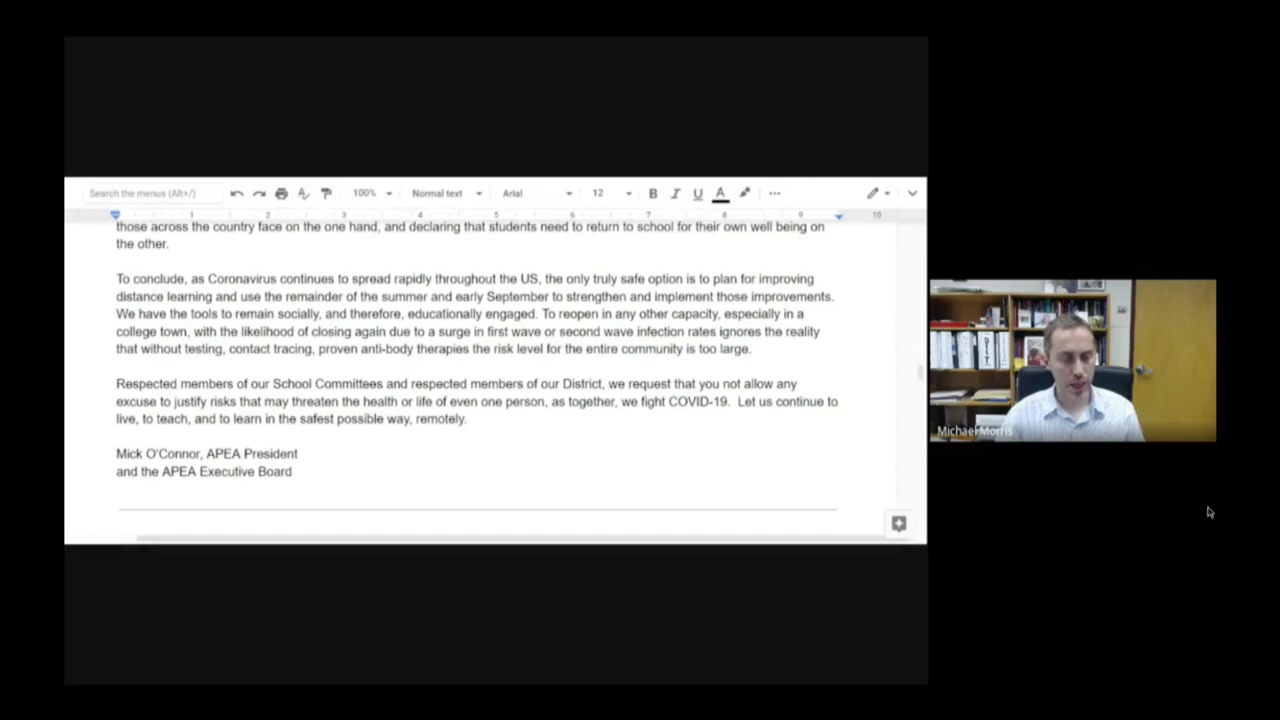 Search the menus (Alt+/)
100%
Normal text
Arial
12
B
I
U
A
1 2 3 4 5 6 7 8 9 10
those across the country face on the one hand, and declaring that students need to return to school for their own well being on
the other.
To conclude, as Coronavirus continues to spread rapidly throughout the US, the only truly safe option is to plan for improving
distance learning and use the remainder of the summer and early September to strengthen and implement those improvements.
We have the tools to remain socially, and therefore, educationally engaged. To reopen in any other capacity, especially in a
college town, with the likelihood of closing again due to a surge in first wave or second wave infection rates ignores the reality
that without testing, contact tracing, proven anti-body therapies the risk level for the entire community is too large.
Respected members of our School Committees and respected members of our District, we request that you not allow any
excuse to justify risks that may threaten the health or life of even one person, as together, we fight COVID-19. Let us continue to
live, to teach, and to learn in the safest possible way, remotely.
Mick O'Connor, APEA President
and the APEA Executive Board
Michael Morris